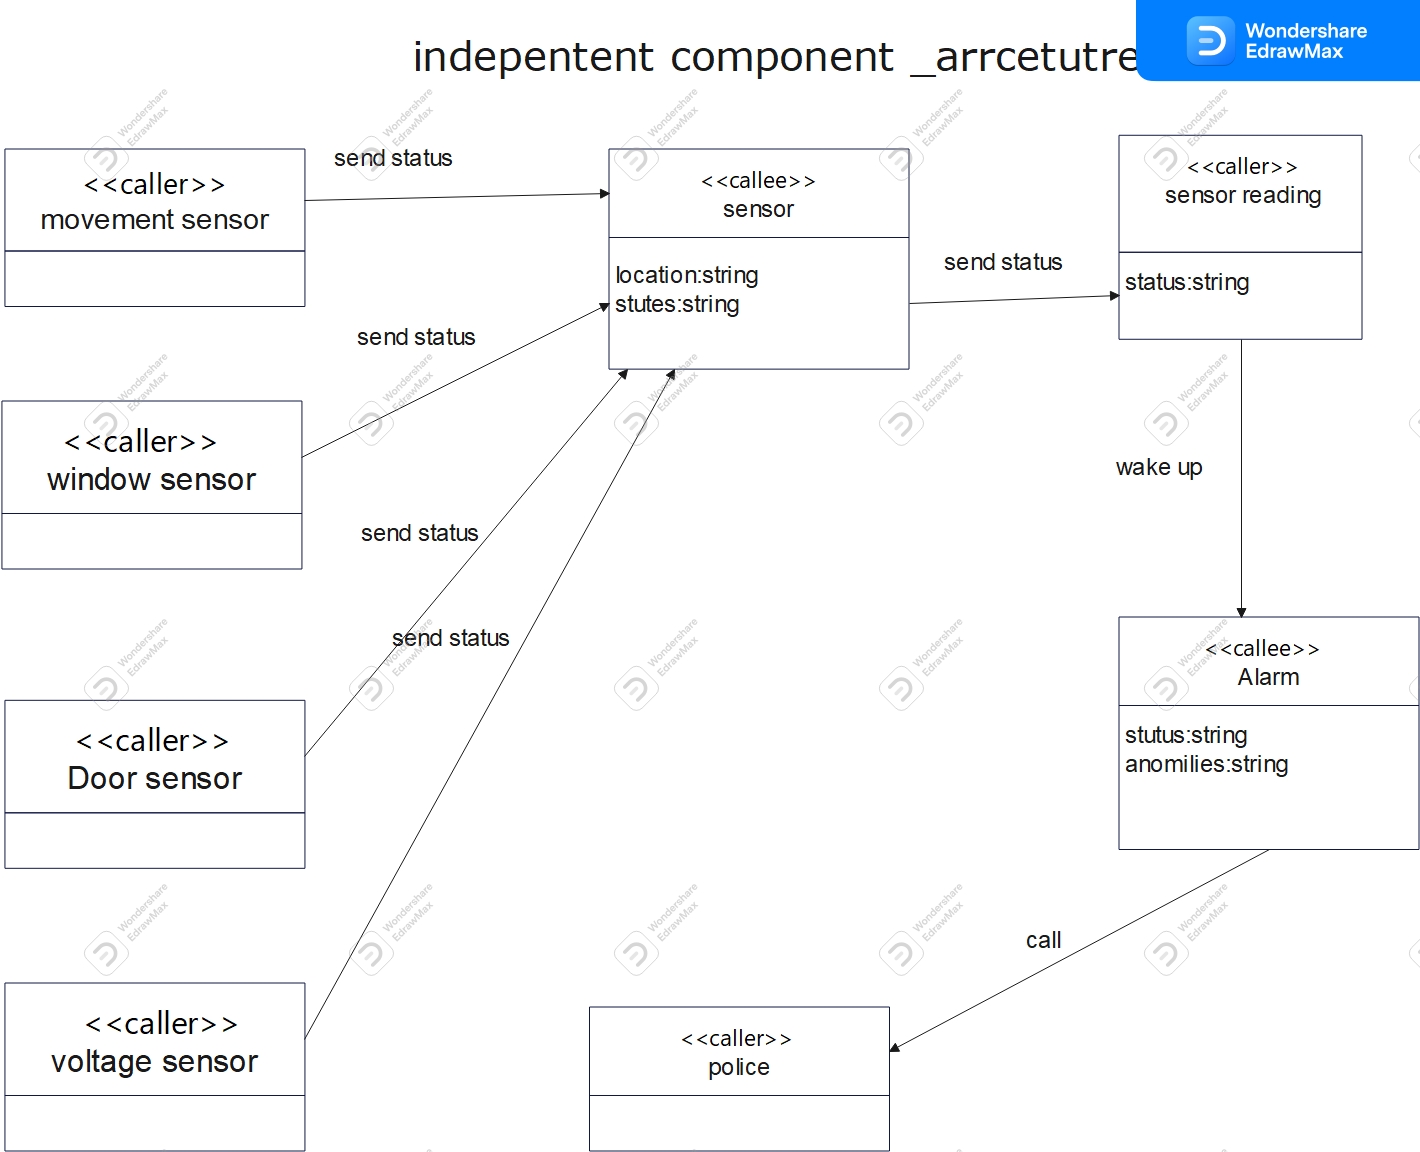 indepentent component _arrcetutre
Wondershare
EdrawMax
<<caller>>
movement sensor
send status
<<callee>>
sensor
location:string
stutes:string
send status
<<caller>>
sensor reading
status:string
send status
<<caller>>
window sensor
wake up
send status
send status
<<callee>>
Alarm
stutus:string
anomilies:string
<<caller>>
Door sensor
call
<<caller>>
voltage sensor
<<caller>>
police